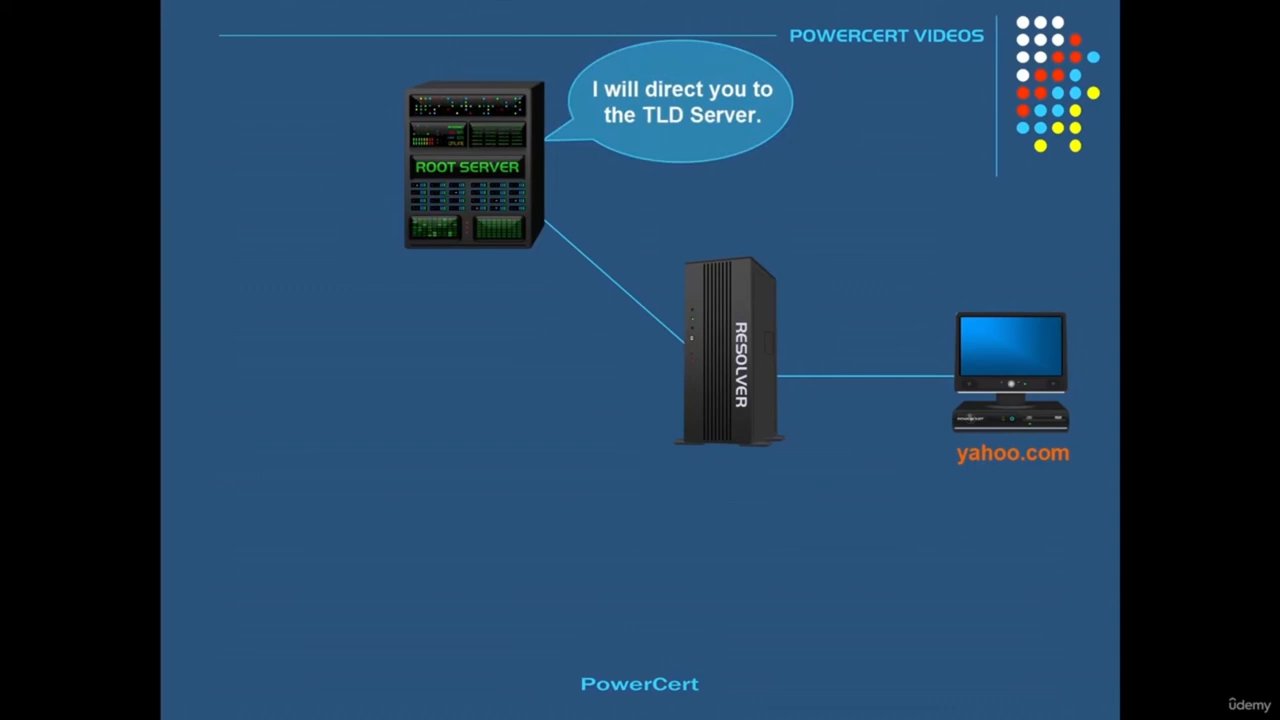 POWERCERT VIDEOS
I will direct you to
the TLD Server.
ROOT SERVER
RESOLVER
yahoo.com
PowerCert
ûdemy